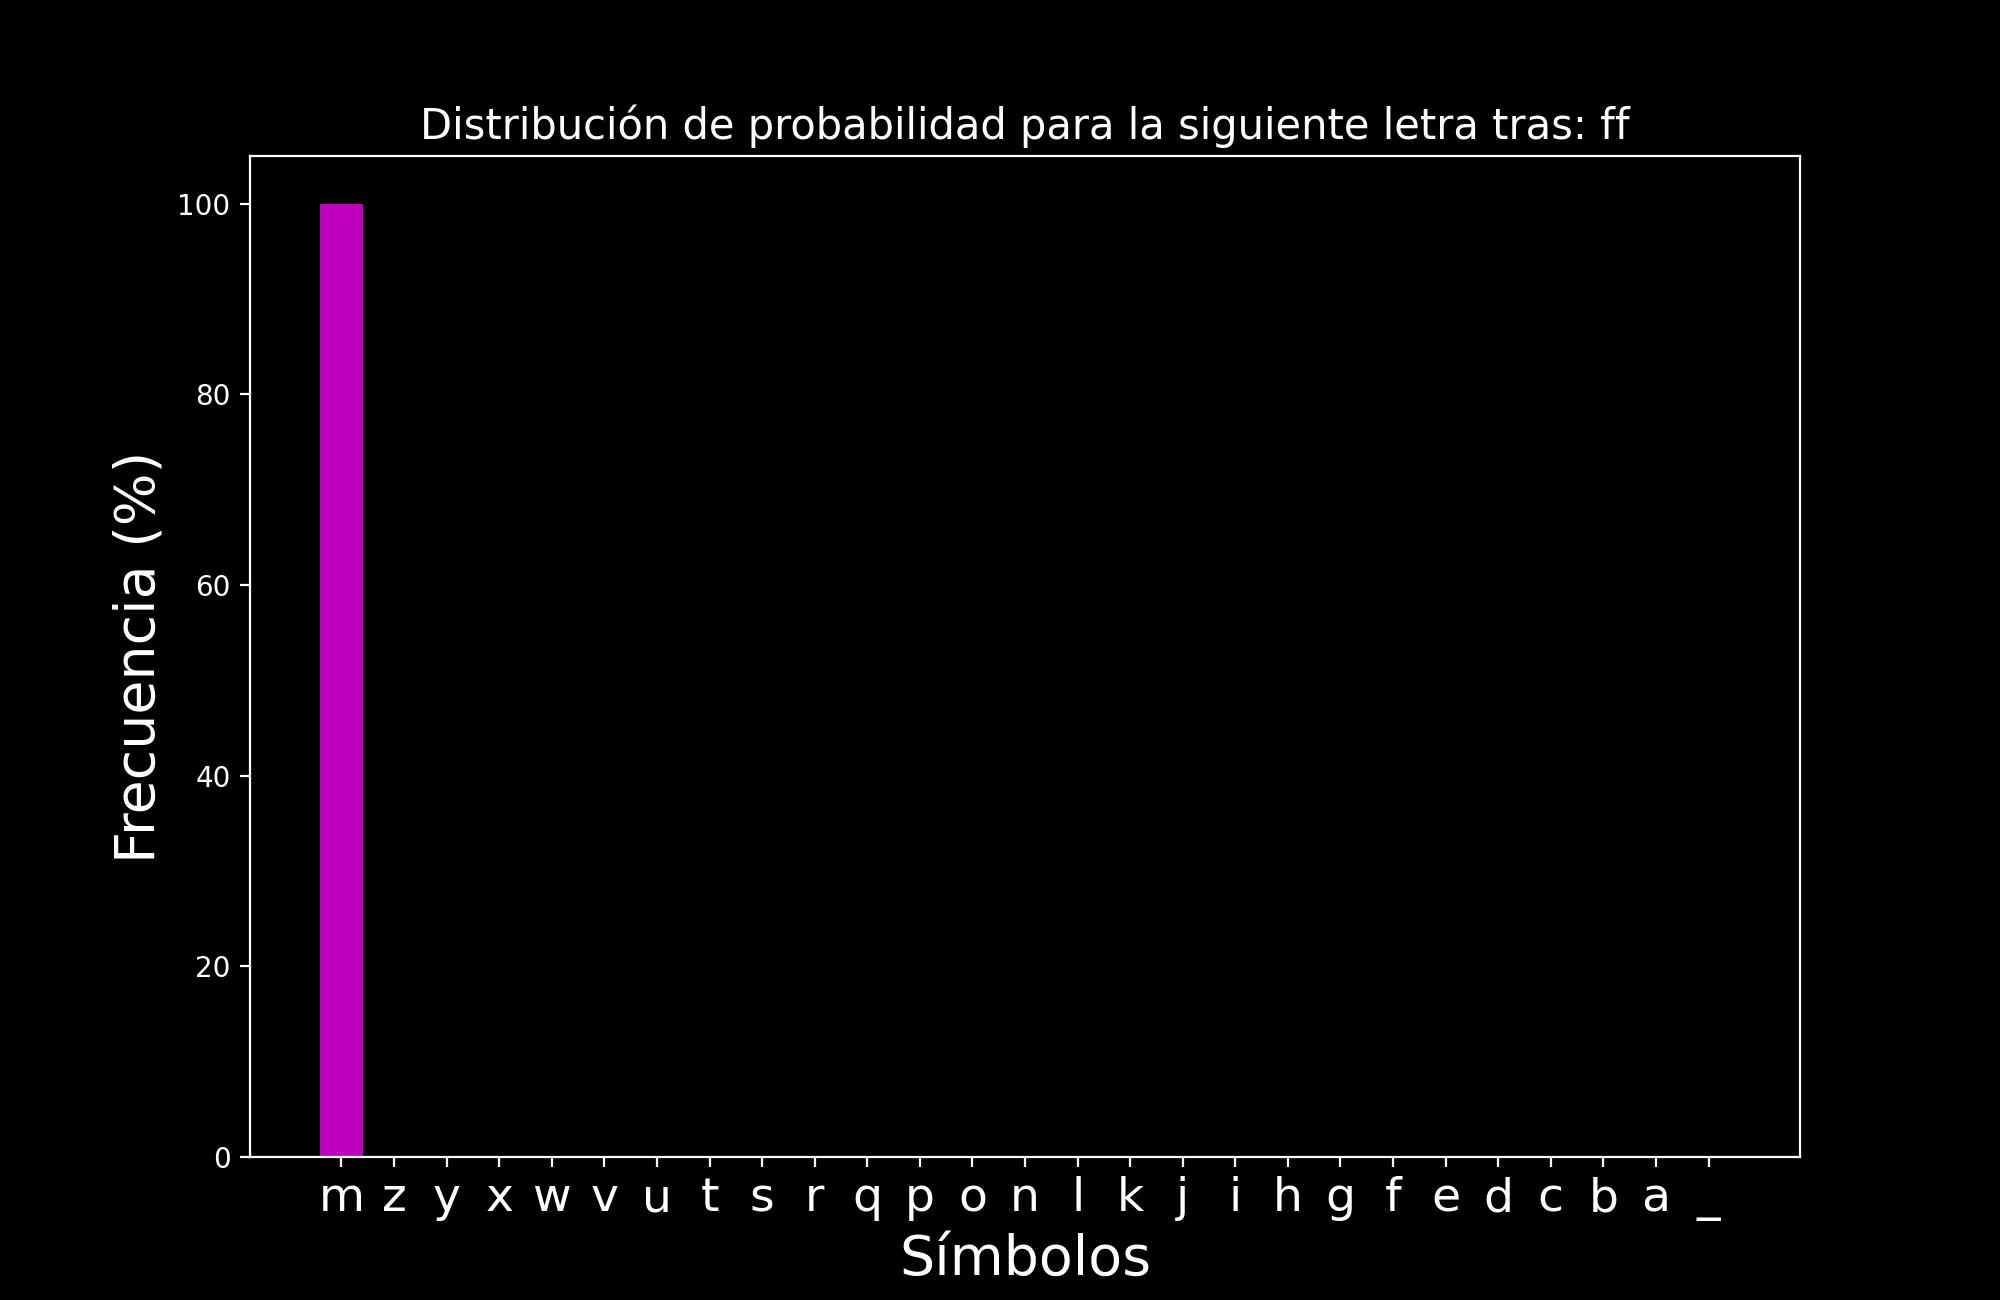 Distribución de probabilidad para la siguiente letra tras: ff
100
80
60
40
20
0
Frecuencia (%)
m z y x w v u t s r q p o n l k j i h g f e d c b a _
Símbolos